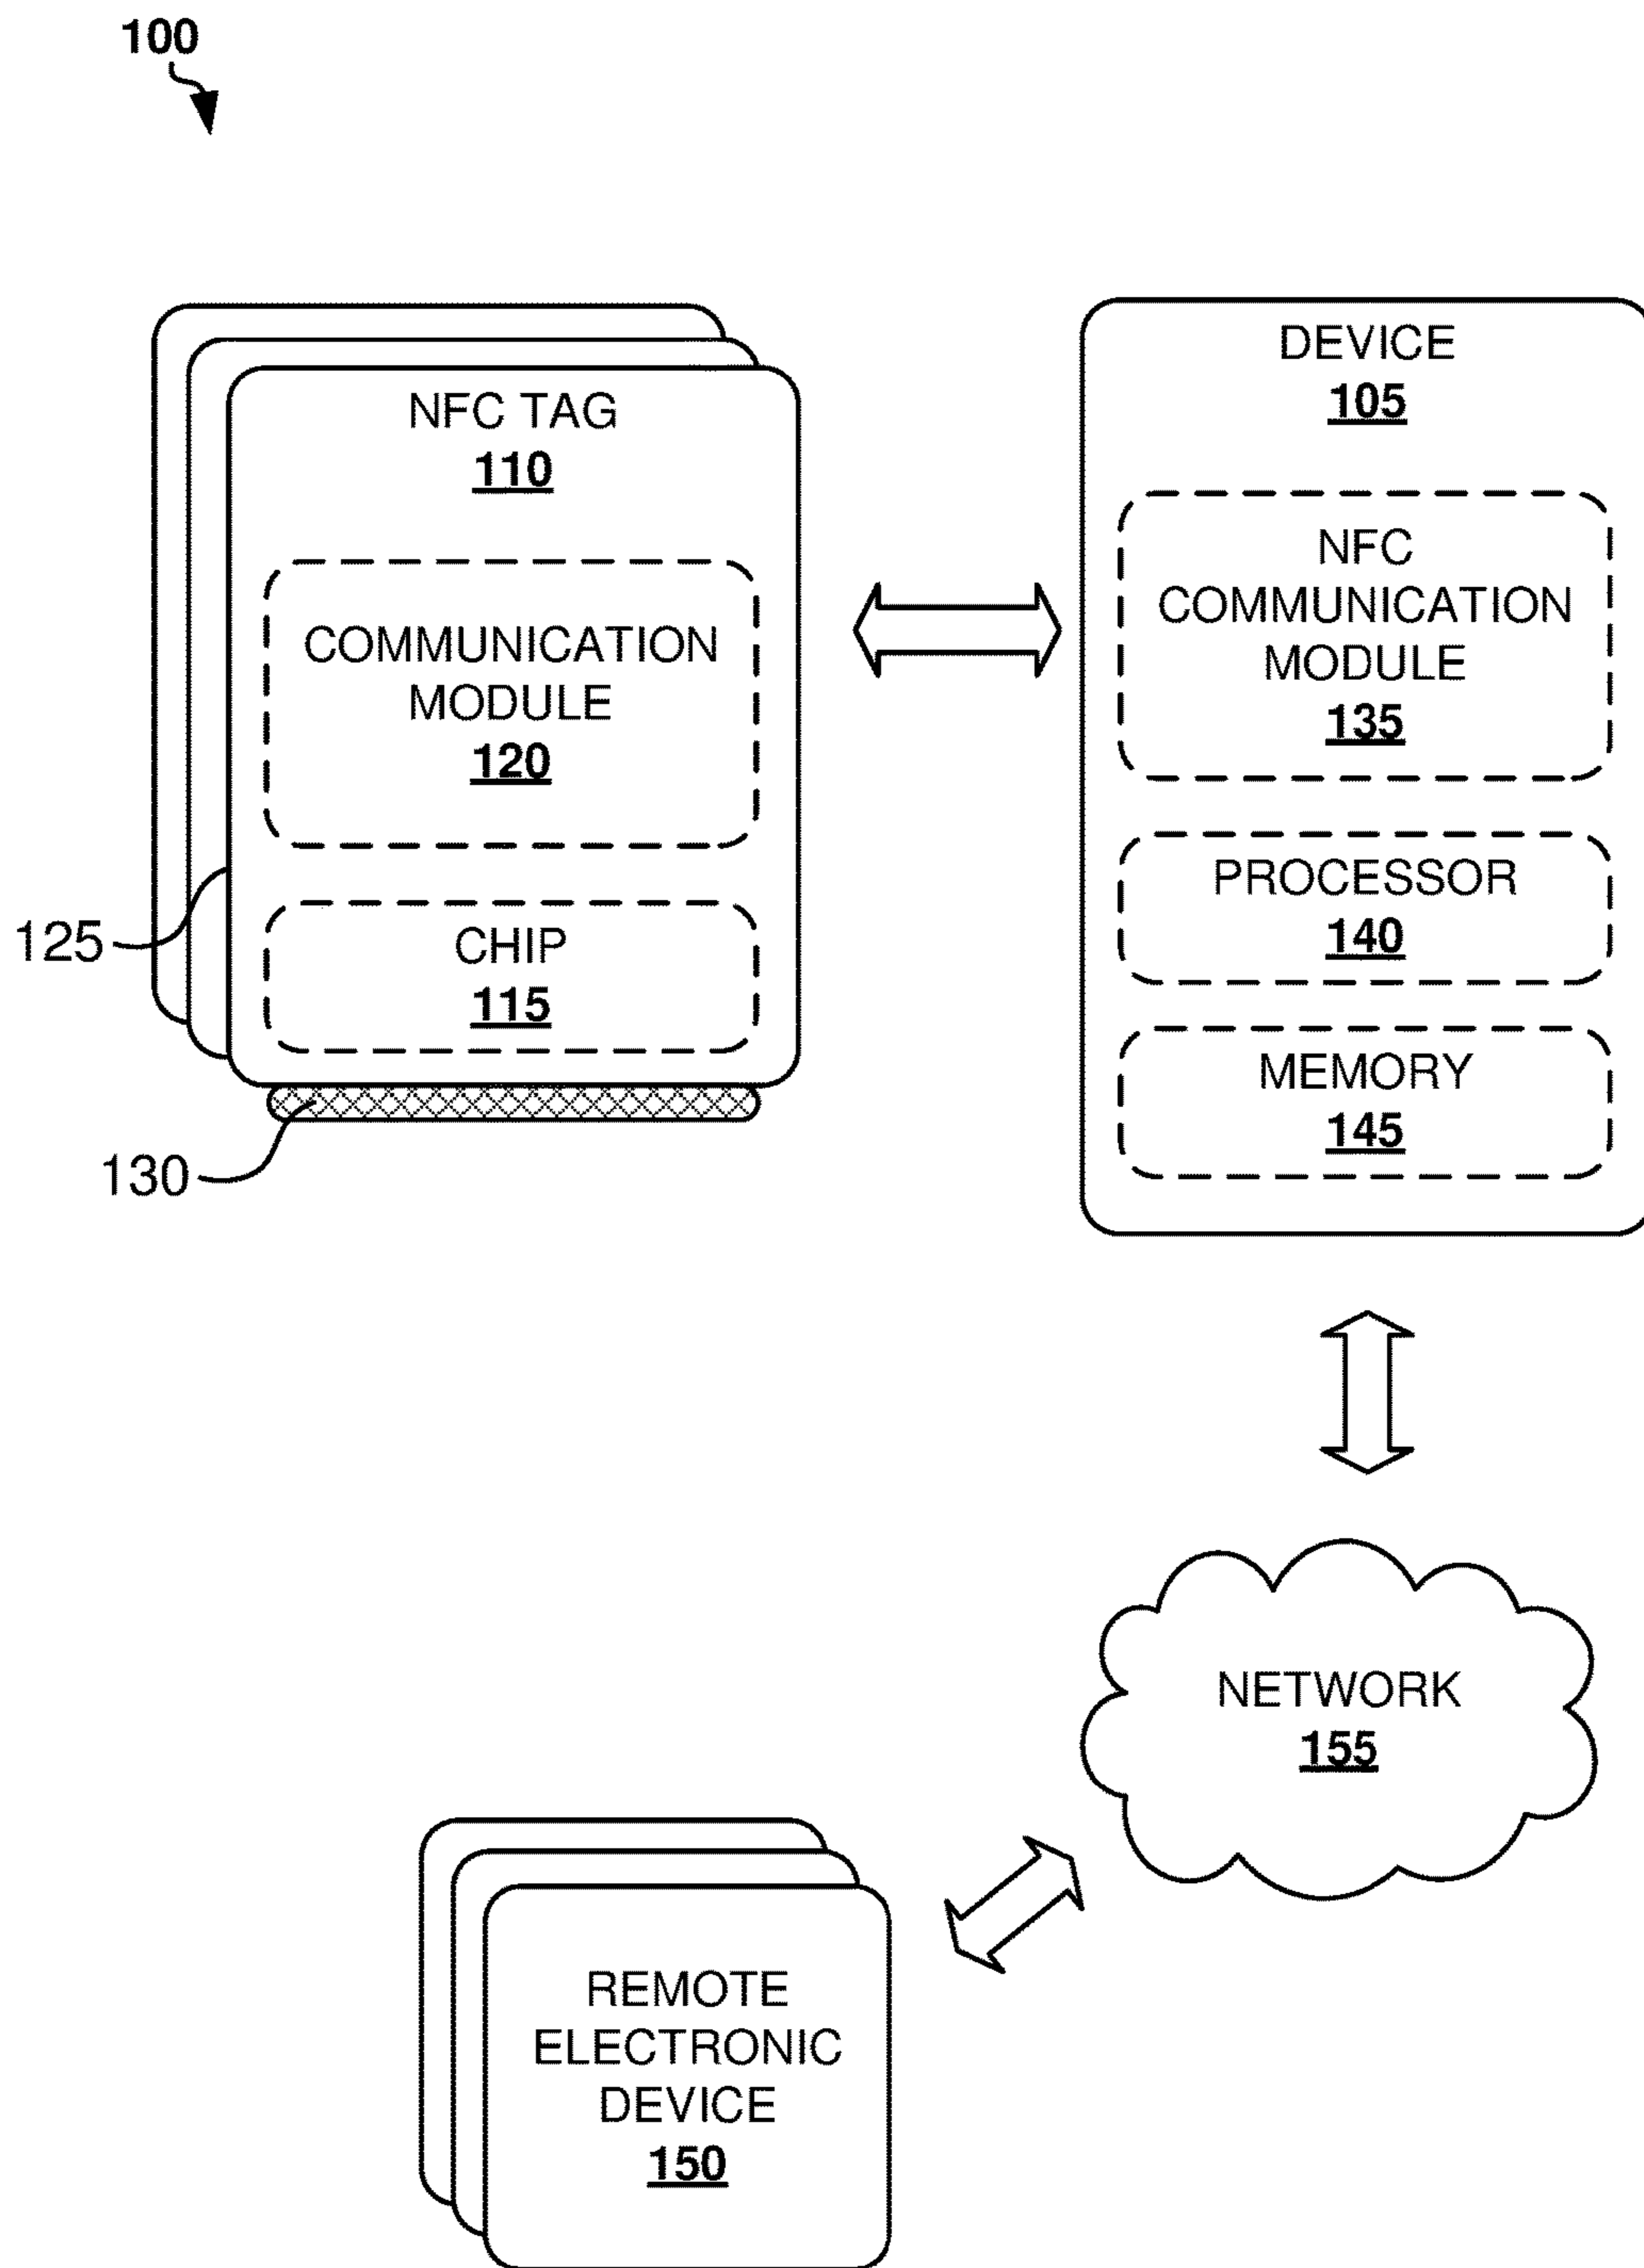 100
NFC TAG
110
COMMUNICATION
MODULE
120
CHIP
115
125
130
DEVICE
105
NFC
COMMUNICATION
MODULE
135
PROCESSOR
140
MEMORY
145
NETWORK
155
REMOTE
ELECTRONIC
DEVICE
150